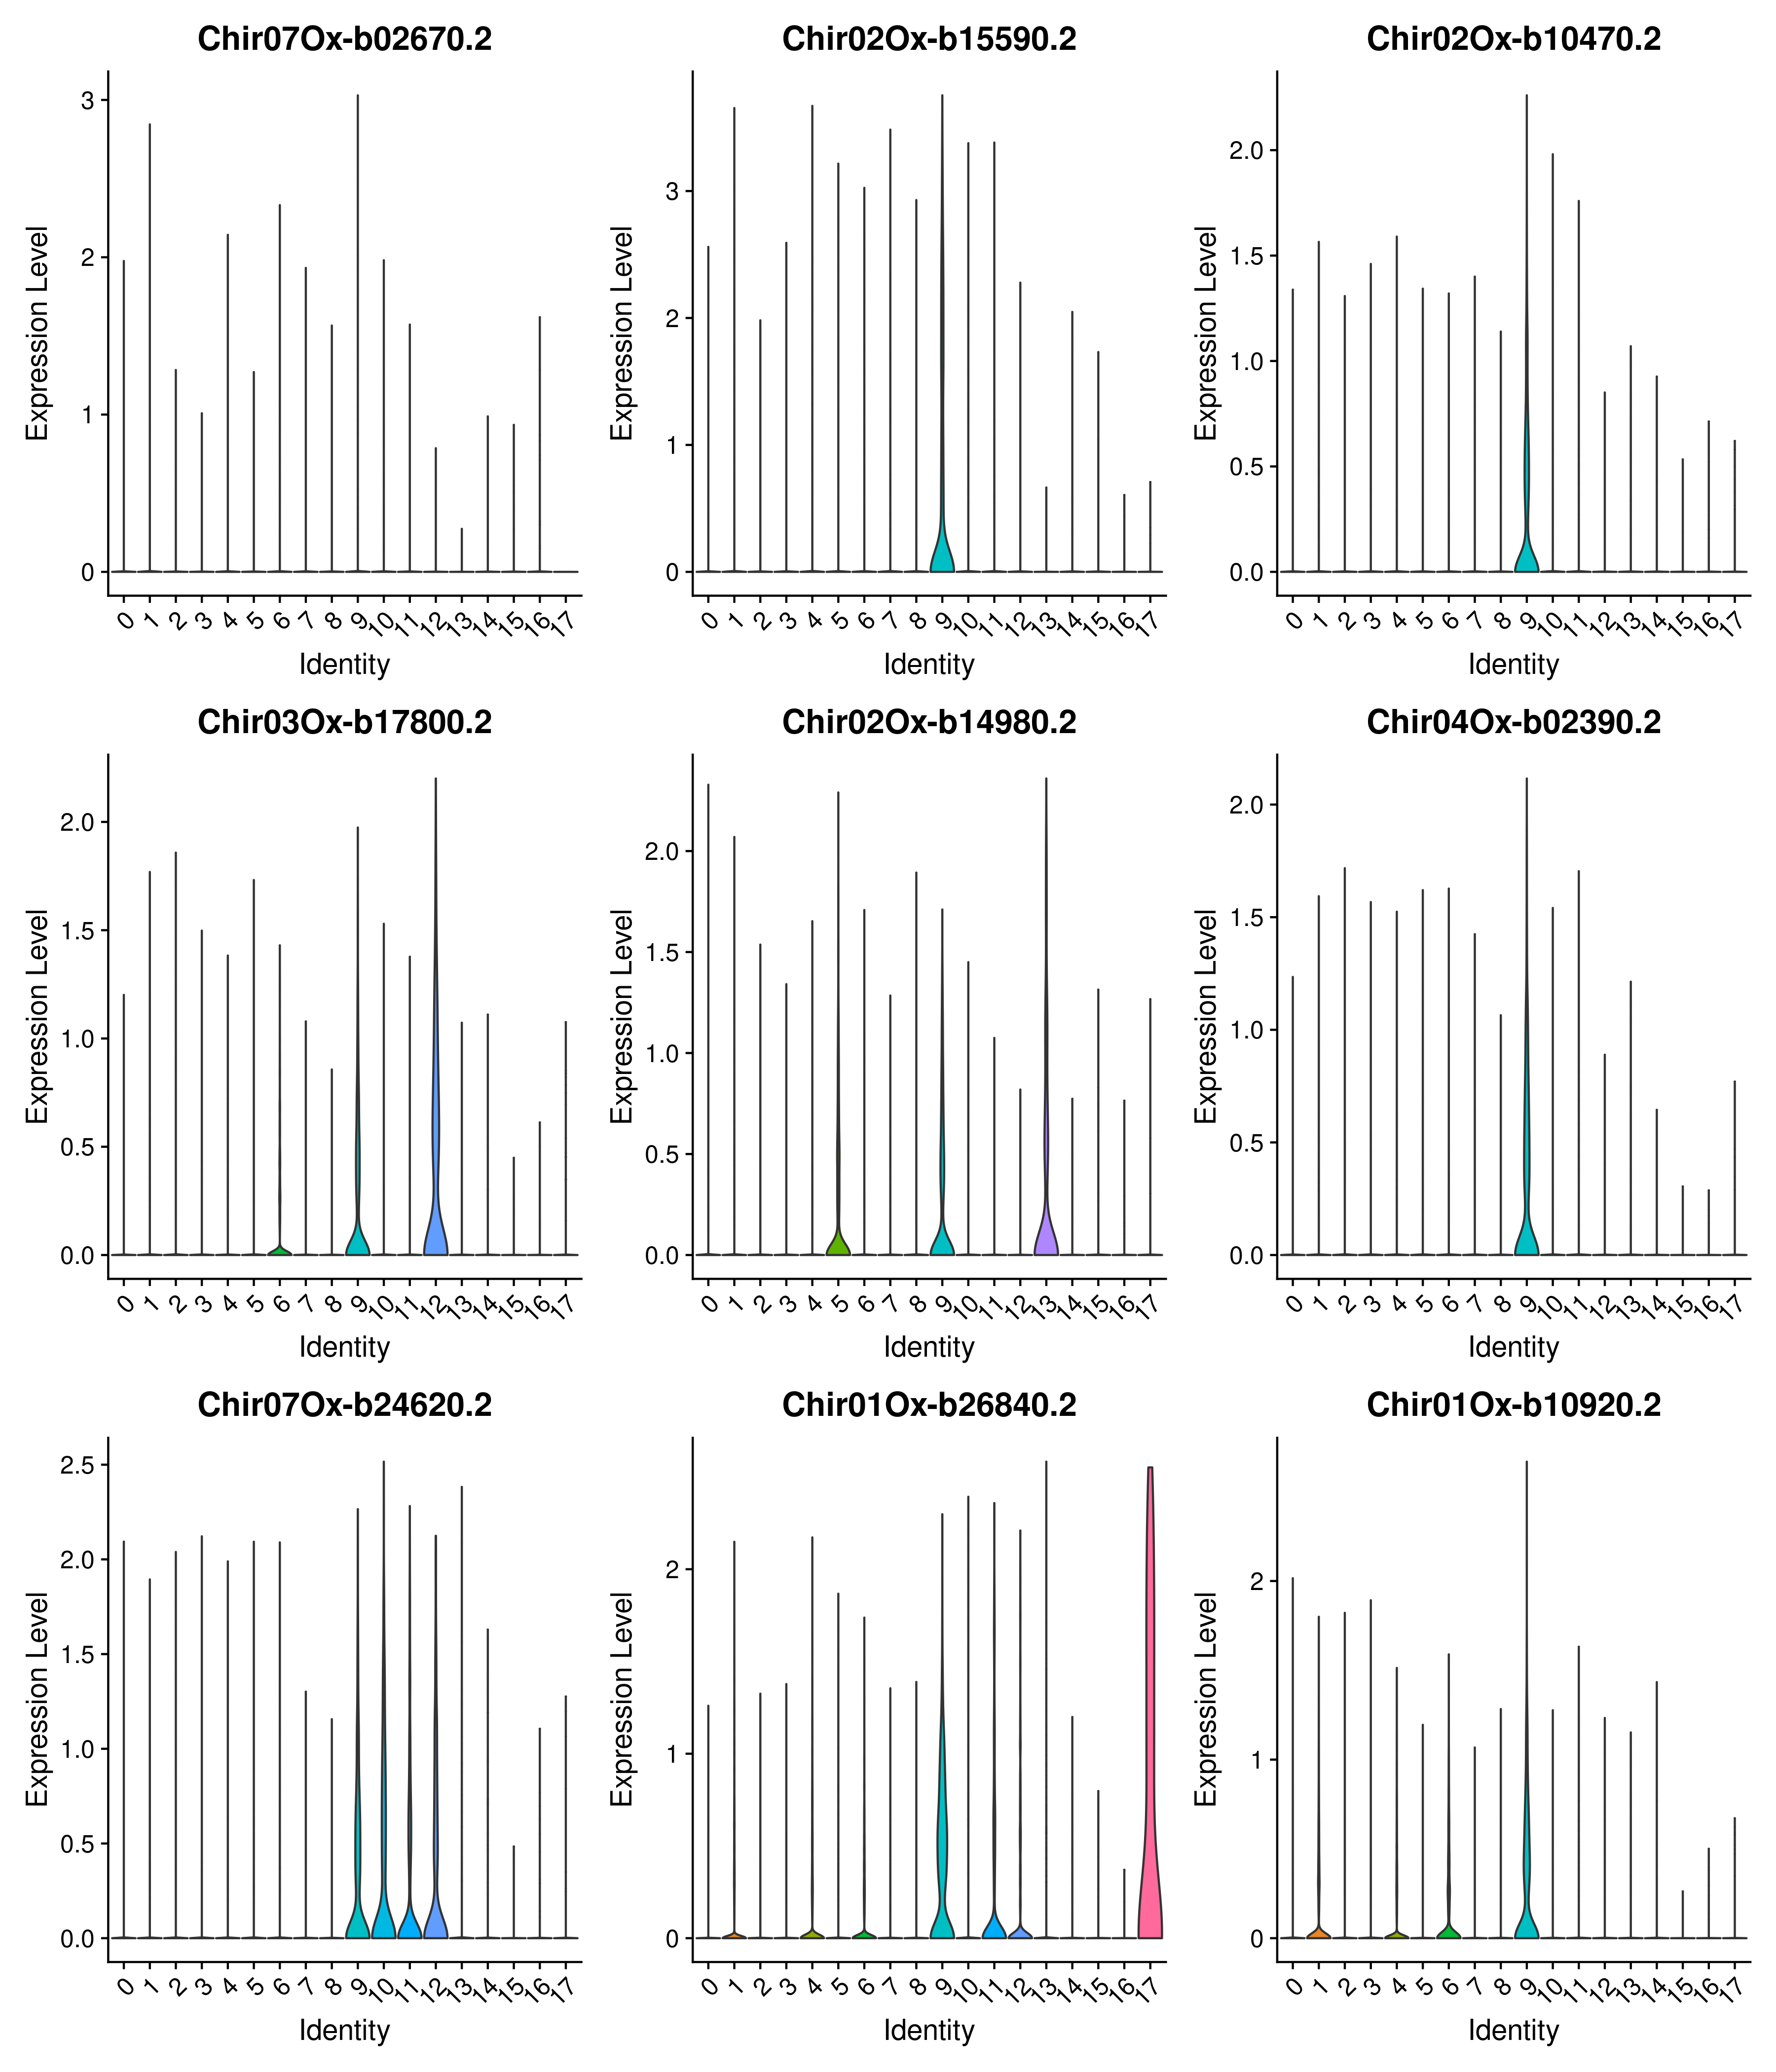 Chir07Ox-b02670.2
Expression Level
3
2
1
0
0 1 2 3 4 5 6 7 8 9 10 11 12 13 14 15 16 17
Identity
Chir02Ox-b15590.2
Expression Level
3
2
1
0
0 1 2 3 4 5 6 7 8 9 10 11 12 13 14 15 16 17
Identity
Chir02Ox-b10470.2
Expression Level
2.0
1.5
1.0
0.5
0.0
0 1 2 3 4 5 6 7 8 9 10 11 12 13 14 15 16 17
Identity
Chir03Ox-b17800.2
Expression Level
2.0
1.5
1.0
0.5
0.0
0 1 2 3 4 5 6 7 8 9 10 11 12 13 14 15 16 17
Identity
Chir02Ox-b14980.2
Expression Level
2.0
1.5
1.0
0.5
0.0
0 1 2 3 4 5 6 7 8 9 10 11 12 13 14 15 16 17
Identity
Chir04Ox-b02390.2
Expression Level
2.0
1.5
1.0
0.5
0.0
0 1 2 3 4 5 6 7 8 9 10 11 12 13 14 15 16 17
Identity
Chir07Ox-b24620.2
Expression Level
2.5
2.0
1.5
1.0
0.5
0.0
0 1 2 3 4 5 6 7 8 9 10 11 12 13 14 15 16 17
Identity
Chir01Ox-b26840.2
Expression Level
2
1
0
0 1 2 3 4 5 6 7 8 9 10 11 12 13 14 15 16 17
Identity
Chir01Ox-b10920.2
Expression Level
2
1
0
0 1 2 3 4 5 6 7 8 9 10 11 12 13 14 15 16 17
Identity